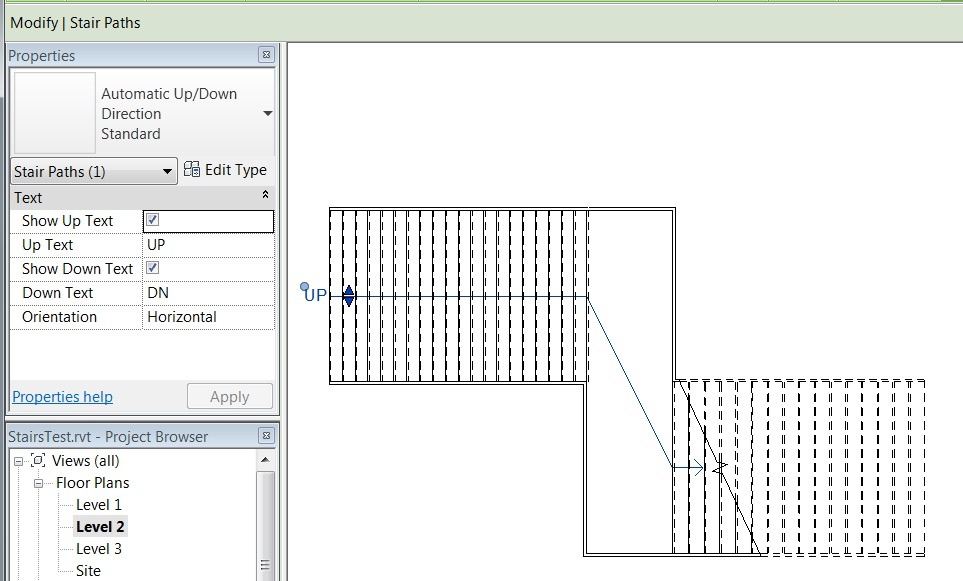 Modify | Stair Paths
Properties
Automatic Up/Down
Direction
Standard
Stair Paths (1)
Edit Type
Text
Show Up Text
Up Text UP
Show Down Text
Down Text DN
Orientation Horizontal
Properties help
Apply
UP
StairsTest.rvt - Project Browser
Views (all)
Floor Plans
Level 1
Level 2
Level 3
Site